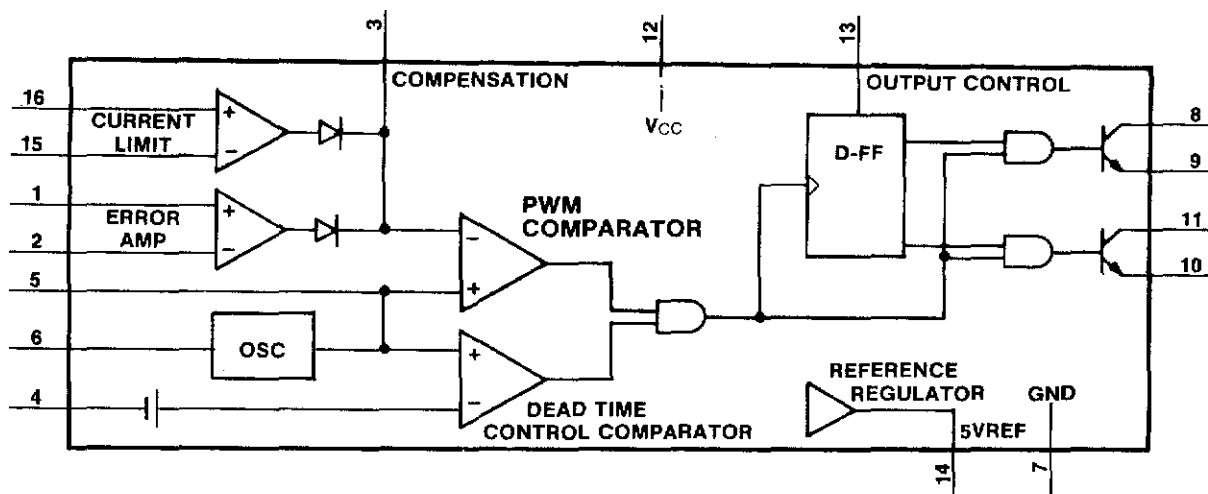 3
12
13
COMPENSATION
OUTPUT CONTROL
16
+
CURRENT
LIMIT
VCC
8
15
−
D-FF
9
1
+
ERROR
AMP
PWM
COMPARATOR
2
−
−
11
5
+
10
6
OSC
+
REFERENCE
REGULATOR
GND
4
−
DEAD TIME
CONTROL COMPARATOR
5VREF
14
7